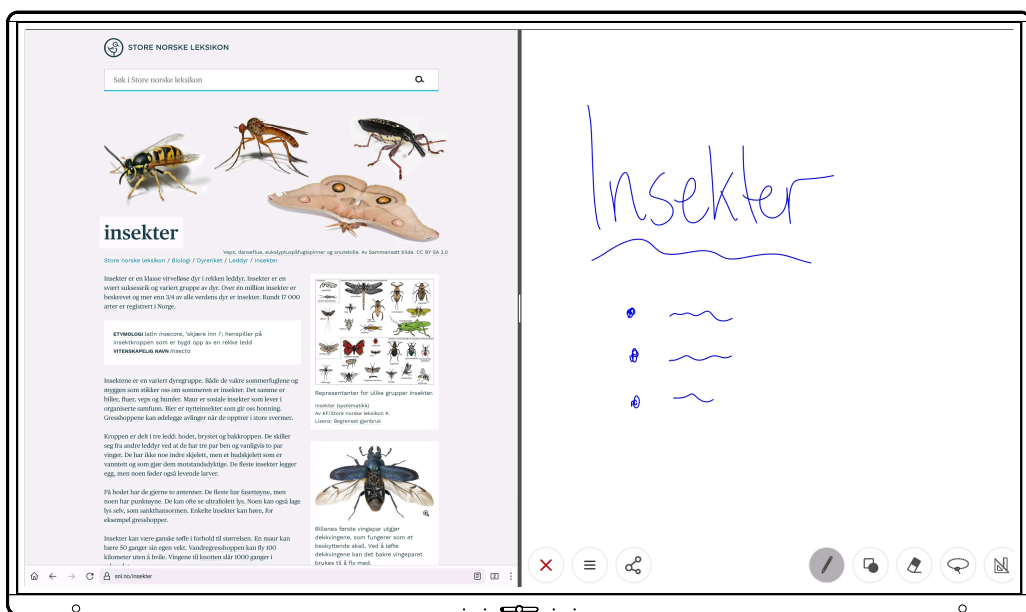 STORE NORSKE LEKSIKON
Søk i Store norske leksikon
insekter
Veps, danseflue, eukalyptuspåfuglspinner og snutebille. Av Sammensatt bilde. CC BY SA 3.0
Store norske leksikon / Biologi / Dyreriket / Leddyr / Insekter
Insekter er en klasse virvelløse dyr i rekken leddyr. Insekter er en
svært suksessrik og variert gruppe av dyr. Over én million insekter er
beskrevet og mer enn 3/4 av alle verdens dyr er insekter. Rundt 17 000
arter er registrert i Norge.
ETYMOLOGI latin insecare, 'skjære inn i'; henspiller på
insektkroppen som er bygd opp av en rekke ledd
VITENSKAPELIG NAVN Insecta
Insektene er en variert dyregruppe. Både de vakre sommerfuglene og
myggen som stikker oss om sommeren er insekter. Det samme er
biller, fluer, veps og humler. Maur er sosiale insekter som lever i
organiserte samfunn. Bier er nytteinsekter som gir oss honning.
Gresshoppene kan ødelegge avlinger når de opptrer i store svermer.
Kroppen er delt i tre ledd: hodet, brystet og bakkroppen. De skiller
seg fra andre leddyr ved at de har tre par ben og vanligvis to par
vinger. De har ikke noe indre skjelett, men et hudskjelett som er
vanntett og som gjør dem motstandsdyktige. De fleste insekter legger
egg, men noen føder også levende larver.
På hodet har de gjerne to antenner. De fleste har fasettøyne, men
noen har punktøyne. De kan ofte se ultrafiolett lys. Noen kan også lage
lys selv, som sankthansormen. Enkelte insekter kan høre, for
eksempel gresshopper.
Insekter kan være ganske tøffe i forhold til størrelsen. En maur kan
bære 50 ganger sin egen vekt. Vandregresshoppen kan fly 100
kilometer uten å hvile. Vingene til knotten slår 1000 ganger i
Representanter for ulike grupper insekter.
Insekter (systematikk)
Av KF/Store norske leksikon ※.
Lisens: Begrenset gjenbruk
Billenes første vingepar utgjør
dekkvingene, som fungerer som et
beskyttende skall. Ved å løfte
dekkvingene kan det bakre vingeparet
brukes til å fly med.
snl.no/insekter
Insekter